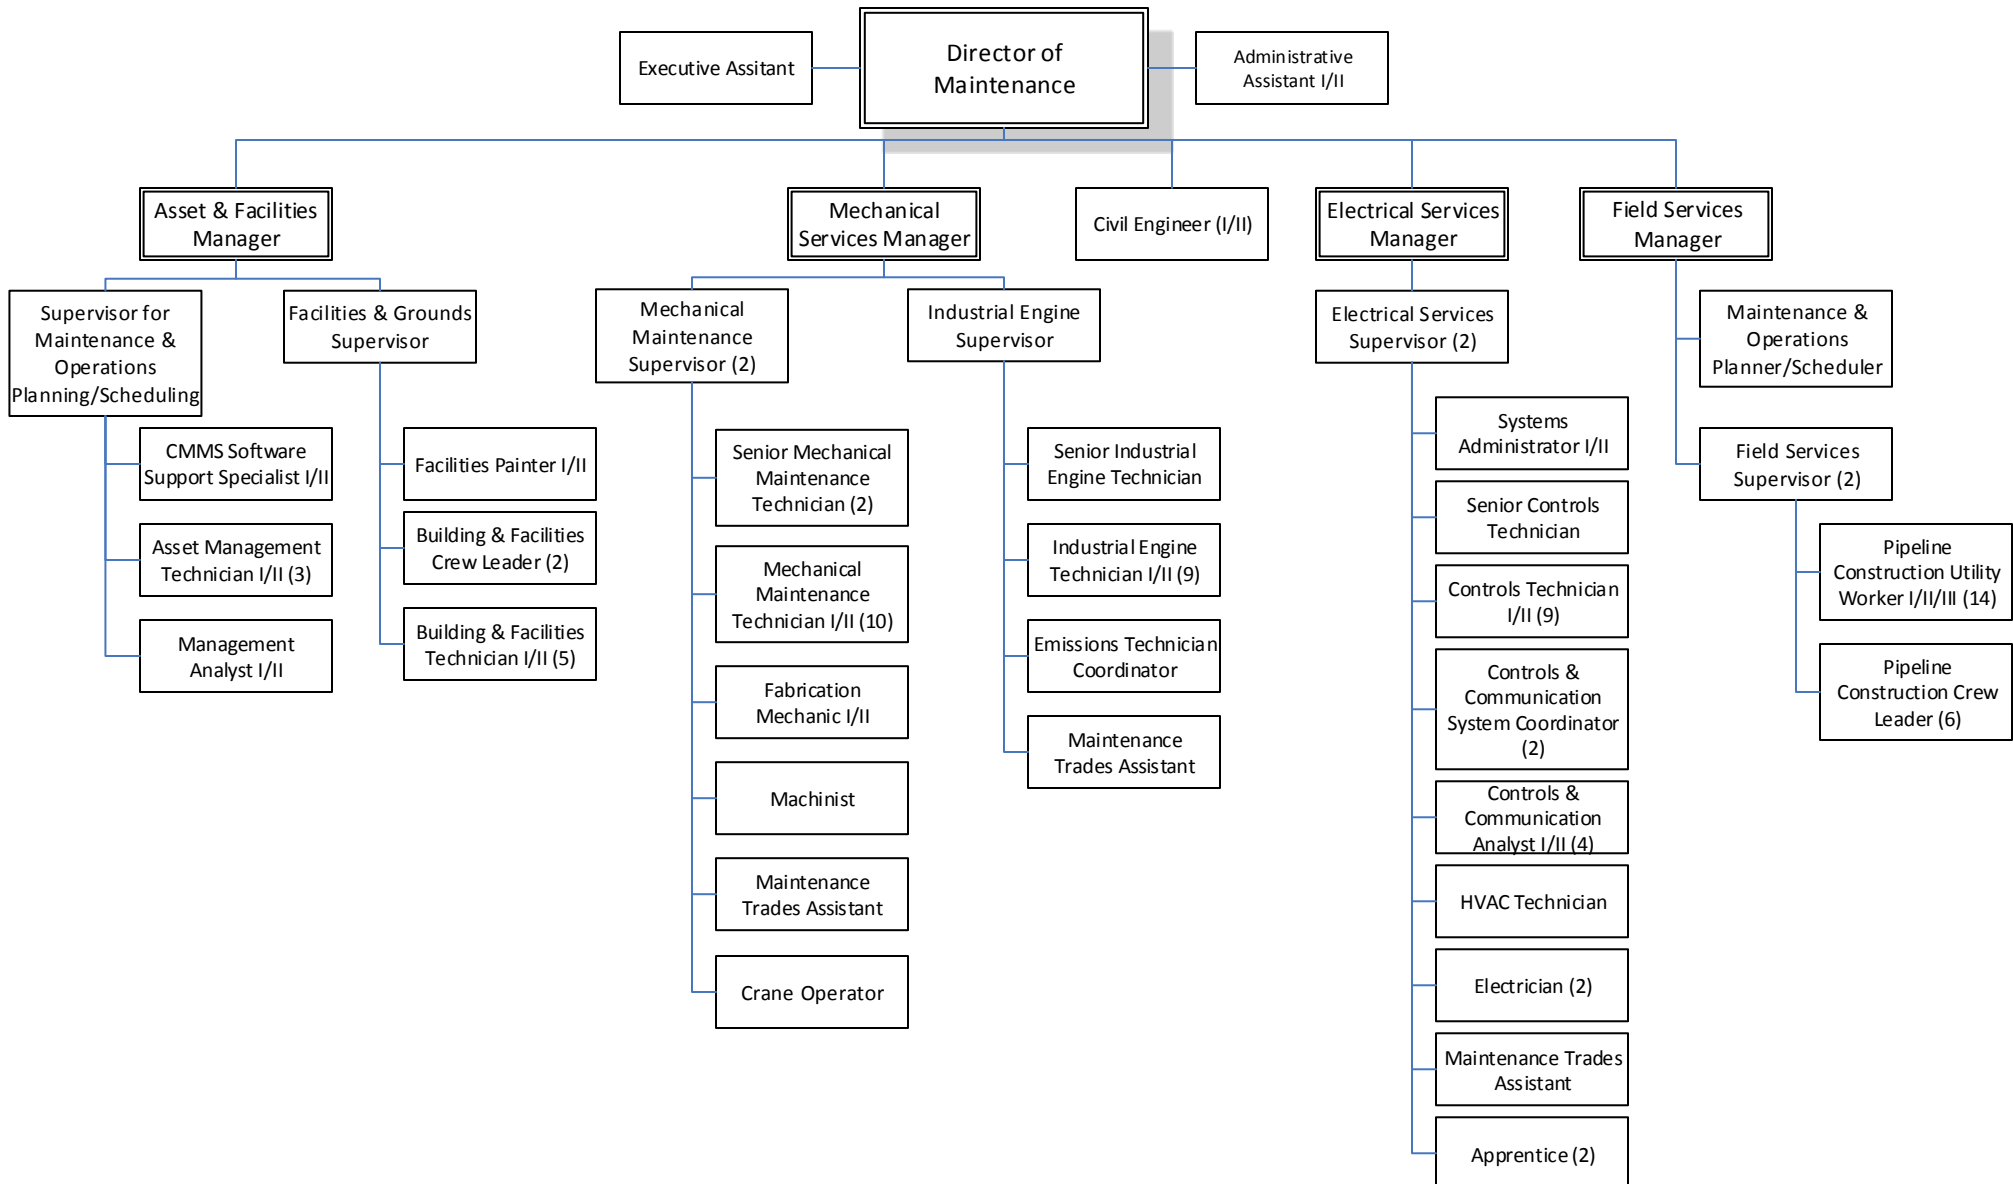 Director of
Maintenance
Executive Assitant
Administrative
Assistant I/II
Asset & Facilities
Manager
Mechanical
Services Manager
Civil Engineer (I/II)
Electrical Services
Manager
Field Services
Manager
Supervisor for
Maintenance &
Operations
Planning/Scheduling
Facilities & Grounds
Supervisor
Mechanical
Maintenance
Supervisor (2)
Industrial Engine
Supervisor
Electrical Services
Supervisor (2)
Maintenance &
Operations
Planner/Scheduler
CMMS Software
Support Specialist I/II
Asset Management
Technician I/II (3)
Management
Analyst I/II
Facilities Painter I/II
Building & Facilities
Crew Leader (2)
Building & Facilities
Technician I/II (5)
Senior Mechanical
Maintenance
Technician (2)
Mechanical
Maintenance
Technician I/II (10)
Fabrication
Mechanic I/II
Machinist
Maintenance
Trades Assistant
Crane Operator
Senior Industrial
Engine Technician
Industrial Engine
Technician I/II (9)
Emissions Technician
Coordinator
Maintenance
Trades Assistant
Systems
Administrator I/II
Senior Controls
Technician
Controls Technician
I/II (9)
Controls &
Communication
System Coordinator
(2)
Controls &
Communication
Analyst I/II (4)
HVAC Technician
Electrician (2)
Maintenance Trades
Assistant
Apprentice (2)
Field Services
Supervisor (2)
Pipeline
Construction Utility
Worker I/II/III (14)
Pipeline
Construction Crew
Leader (6)